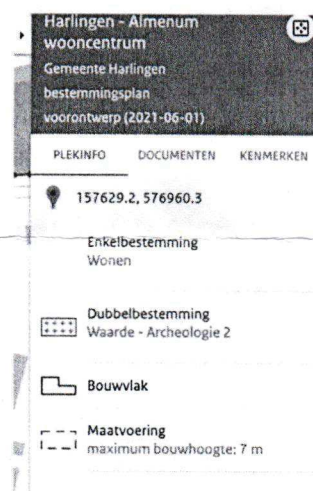 Harlingen - Almenum
wooncentrum
Gemeente Harlingen
bestemmingsplan
voorontwerp (2021-06-01)
PLEKINFO DOCUMENTEN KENMERKEN
157629.2, 576960.3
Enkelbestemming
Wonen
Dubbelbestemming
Waarde - Archeologie 2
Bouwvlak
Maatvoering
maximum bouwhoogte: 7 m